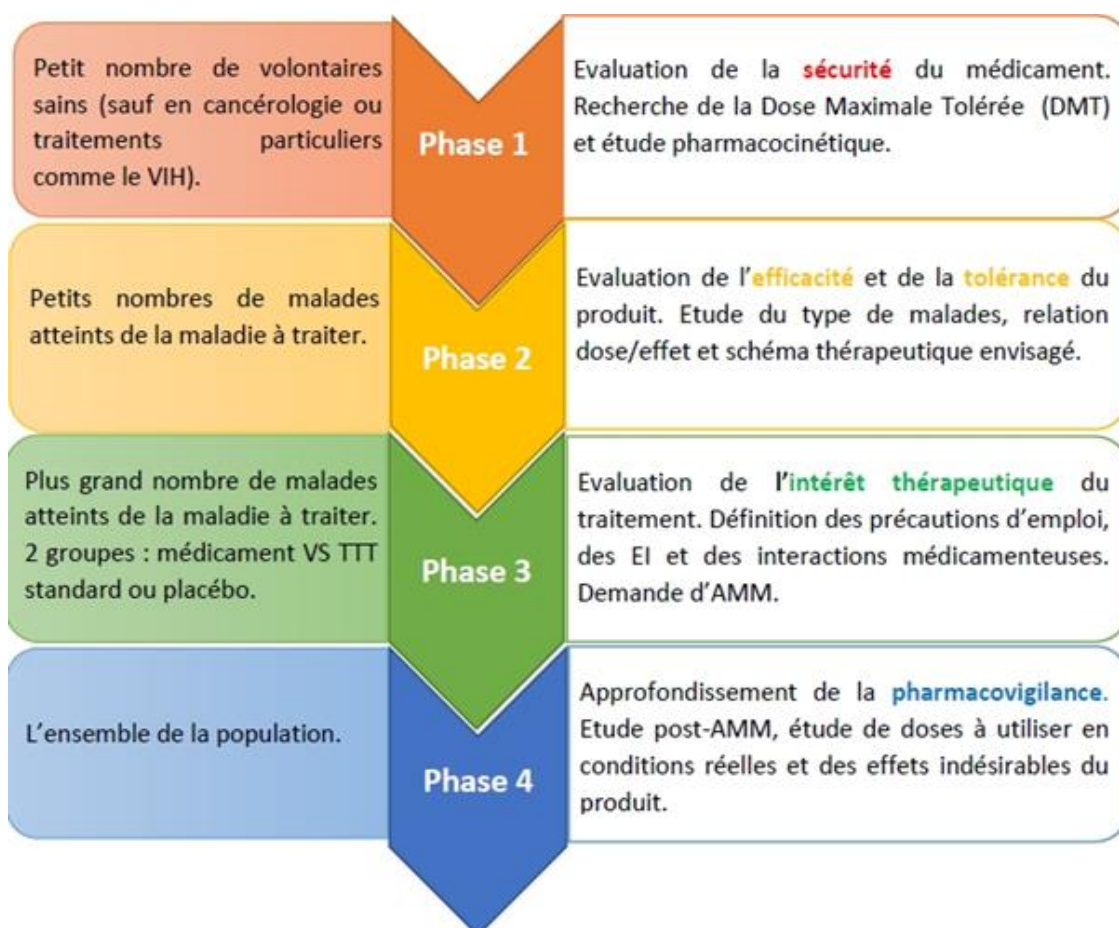 Petit nombre de volontaires
sains (sauf en cancérologie ou
traitements particuliers
comme le VIH).
Phase 1
Evaluation de la sécurité du médicament.
Recherche de la Dose Maximale Tolérée (DMT)
et étude pharmacocinétique.
Petits nombres de malades
atteints de la maladie à traiter.
Phase 2
Evaluation de l'efficacité et de la tolérance du
produit. Etude du type de malades, relation
dose/effet et schéma thérapeutique envisagé.
Plus grand nombre de malades
atteints de la maladie à traiter.
2 groupes : médicament VS TTT
standard ou placébo.
Phase 3
Evaluation de l'intérêt thérapeutique du
traitement. Définition des précautions d'emploi,
des EI et des interactions médicamenteuses.
Demande d'AMM.
L'ensemble de la population.
Phase 4
Approfondissement de la pharmacovigilance.
Etude post-AMM, étude de doses à utiliser en
conditions réelles et des effets indésirables du
produit.